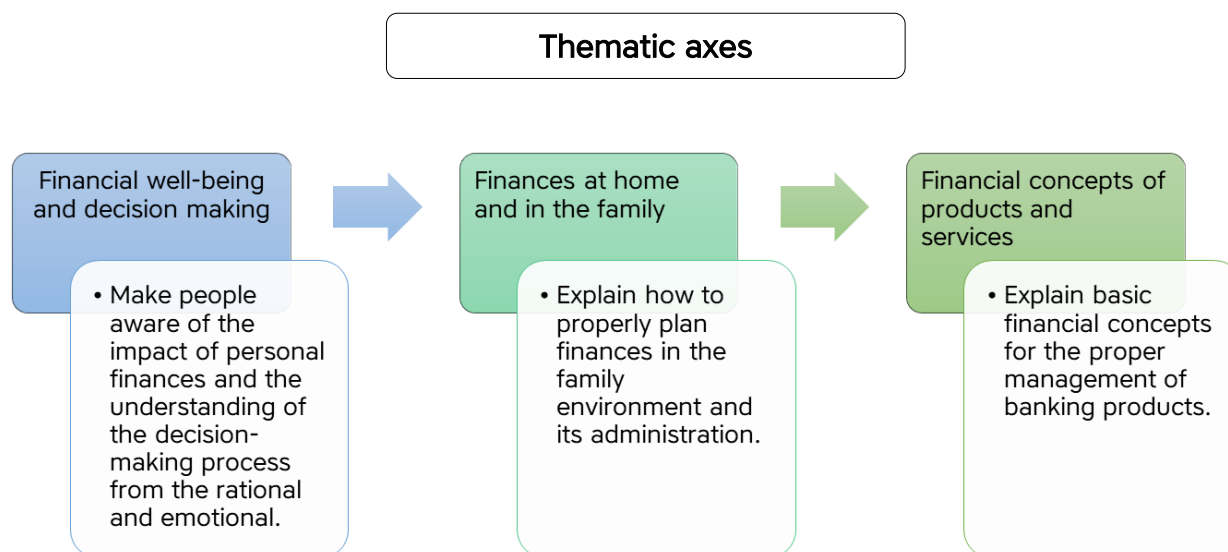 Thematic axes
Financial well-being
and decision making
• Make people
aware of the
impact of personal
finances and the
understanding of
the decision-
making process
from the rational
and emotional.
Finances at home
and in the family
• Explain how to
properly plan
finances in the
family
environment and
its administration.
Financial concepts of
products and
services
• Explain basic
financial concepts
for the proper
management of
banking products.